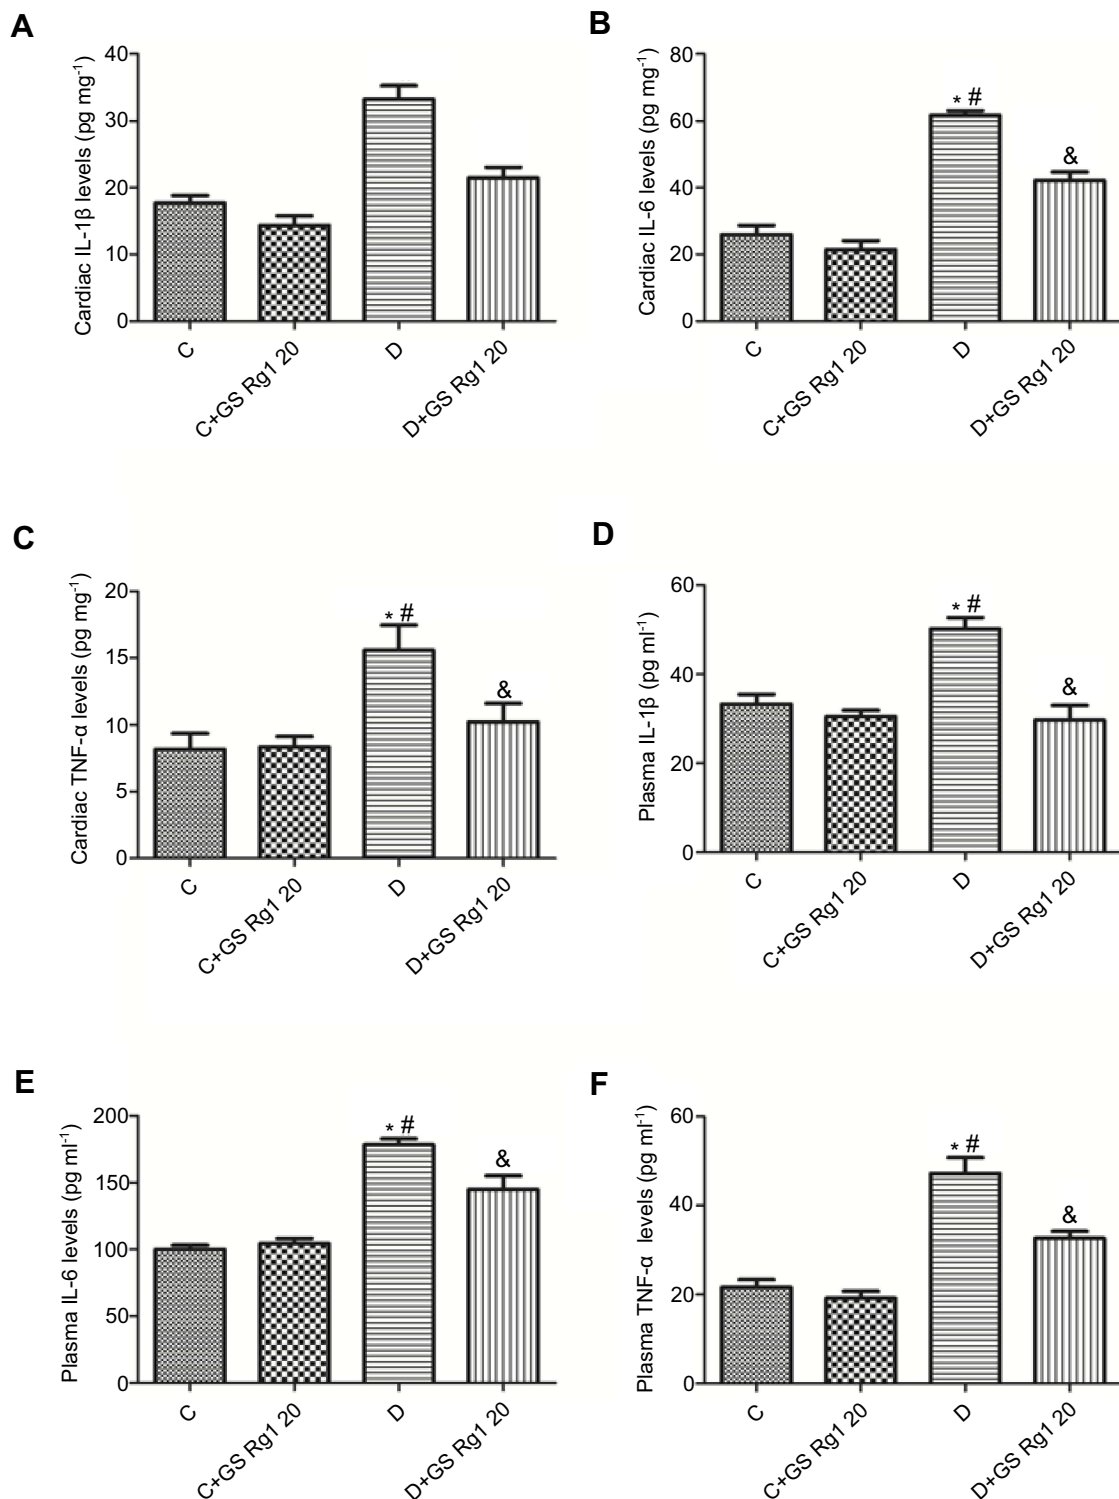 A
Cardiac IL-1β levels (pg mg-1)
40
30
20
10
0
C
C+GS Rg1 20
D
D+GS Rg1 20
B
Cardiac IL-6 levels (pg mg-1)
80
60
40
20
0
* #
&
C
C+GS Rg1 20
D
D+GS Rg1 20
C
Cardiac TNF-α levels (pg mg-1)
20
15
10
5
0
* #
&
C
C+GS Rg1 20
D
D+GS Rg1 20
D
Plasma IL-1β (pg ml-1)
60
40
20
0
* #
&
C
C+GS Rg1 20
D
D+GS Rg1 20
E
Plasma IL-6 levels (pg ml-1)
200
150
100
50
0
* #
&
C
C+GS Rg1 20
D
D+GS Rg1 20
F
Plasma TNF-α levels (pg ml-1)
60
40
20
0
* #
&
C
C+GS Rg1 20
D
D+GS Rg1 20